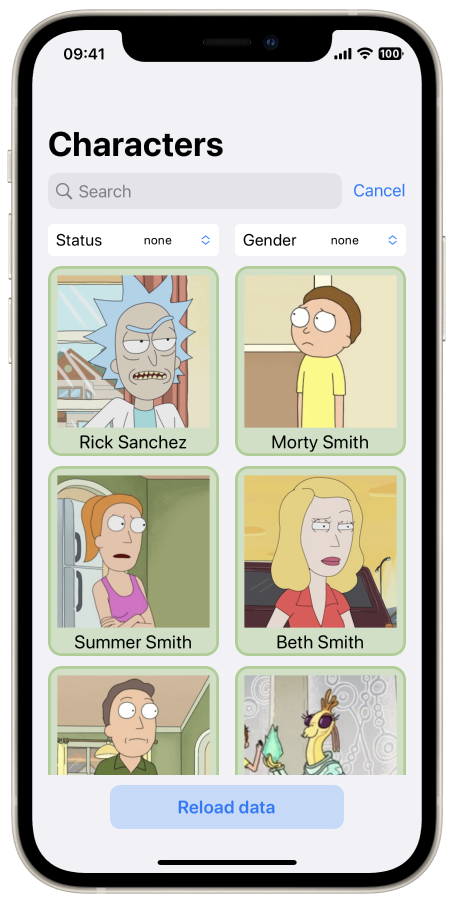 09:41 100
Characters
Search Cancel
Status none Gender none
Rick Sanchez Morty Smith
Summer Smith Beth Smith
Reload data